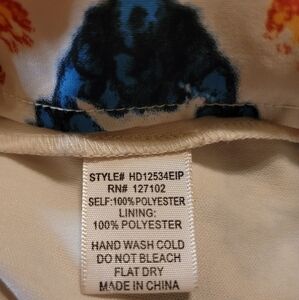 STYLE# HD12534EIP
RN# 127102
SELF:100%POLYESTER
LINING:
100% POLYESTER
HAND WASH COLD
DO NOT BLEACH
FLAT DRY
MADE IN CHINA